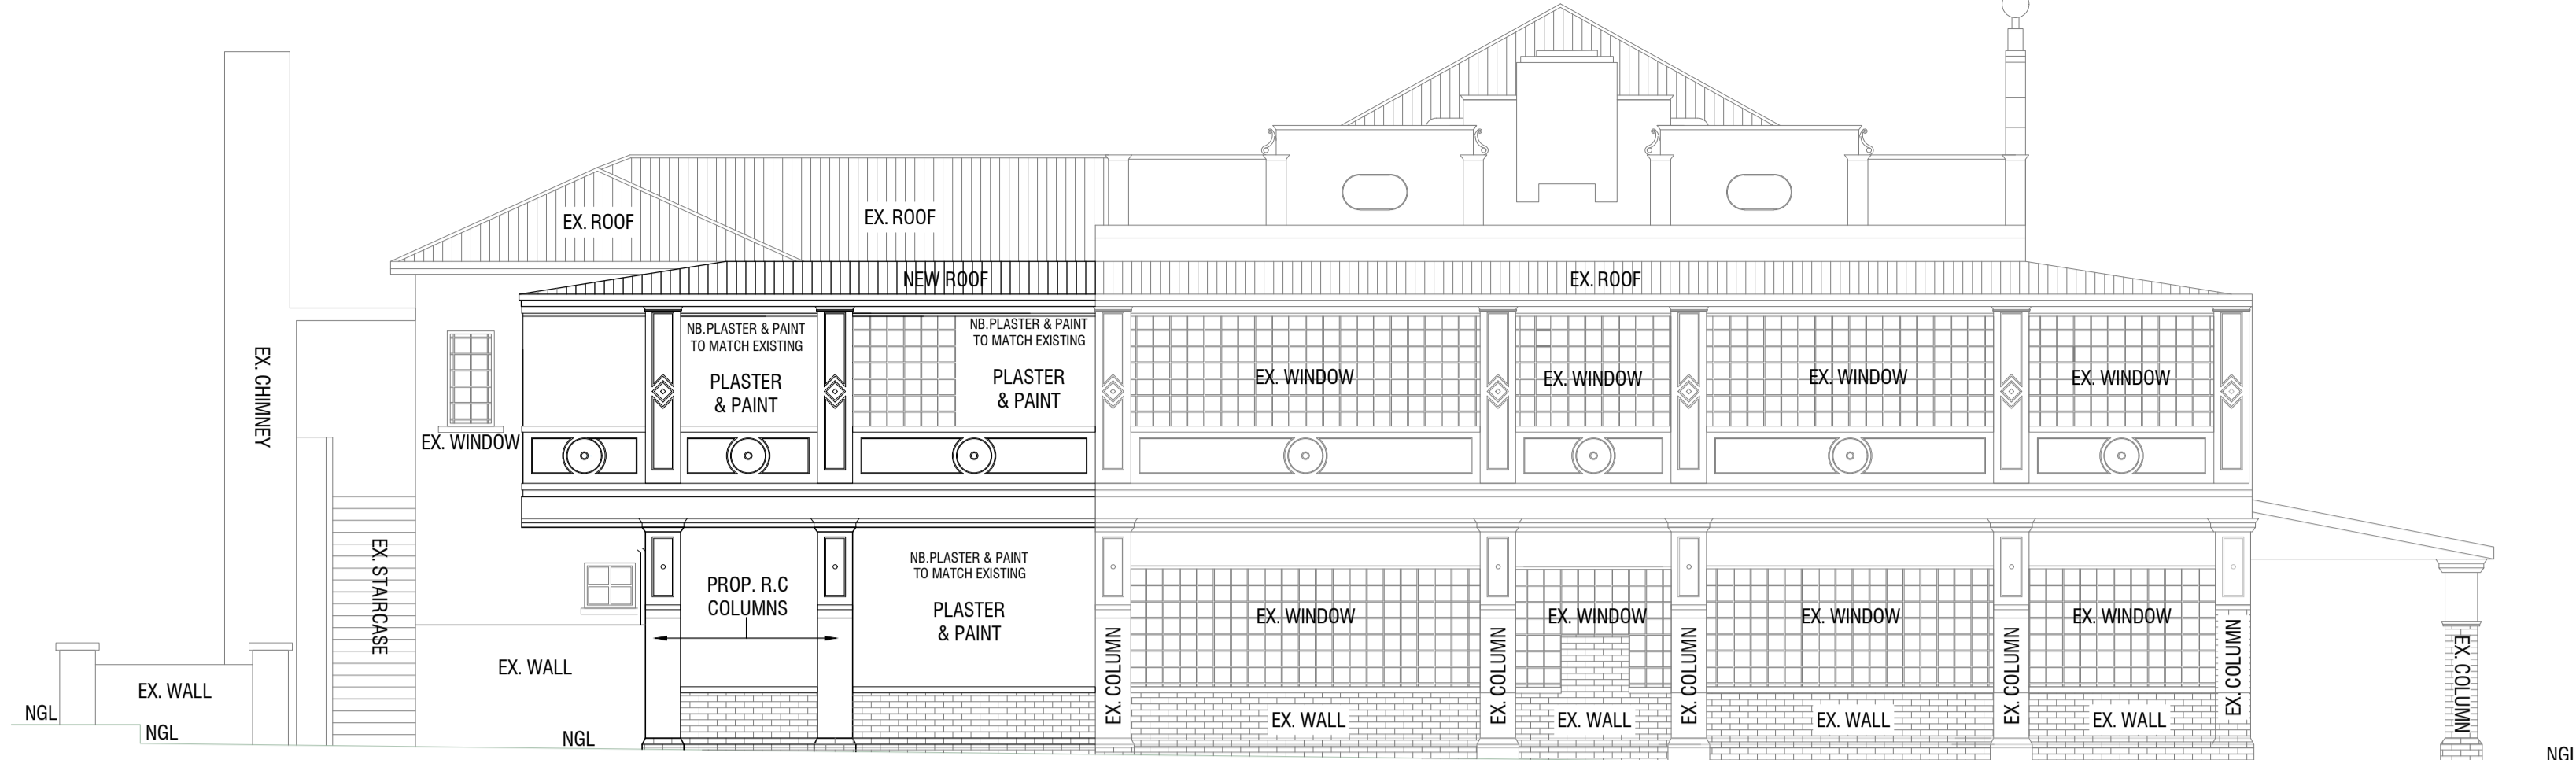 EX. ROOF
EX. ROOF
NEW ROOF
EX. ROOF
NB.PLASTER & PAINT
TO MATCH EXISTING
PLASTER
& PAINT
NB.PLASTER & PAINT
TO MATCH EXISTING
PLASTER
& PAINT
EX. WINDOW
EX. WINDOW
EX. WINDOW
EX. WINDOW
EX. CHIMNEY
EX. WINDOW
EX. STAIRCASE
PROP. R.C
COLUMNS
NB.PLASTER & PAINT
TO MATCH EXISTING
PLASTER
& PAINT
EX. WINDOW
EX. WINDOW
EX. WINDOW
EX. WINDOW
EX. COLUMN
EX. COLUMN
EX. COLUMN
EX. COLUMN
EX. COLUMN
EX. COLUMN
EX. WALL
EX. WALL
NGL
NGL
NGL
EX. WALL
EX. WALL
EX. WALL
EX. WALL
NGL